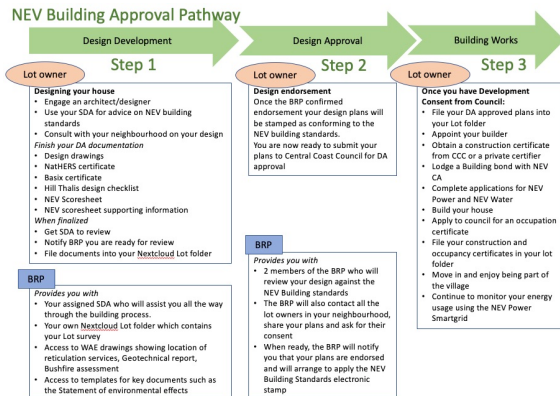 NEV Building Approval Pathway
Design Development
Design Approval
Building Works
Step 1
Step 2
Step 3
Lot owner
Designing your house
• Engage an architect/designer
• Use your SDA for advice on NEV building
standards
• Consult with your neighbourhood on your design
Finish your DA documentation
• Design drawings
• NatHERS certificate
• Basix certificate
• Hill Thalis design checklist
• NEV Scoresheet
• NEV scoresheet supporting information
When finalized
• Get SDA to review
• Notify BRP you are ready for review
• File documents into your Nextcloud Lot folder
BRP
Provides you with
• Your assigned SDA who will assist you all the way
through the building process.
• Your own Nextcloud Lot folder which contains
your Lot survey
• Access to WAE drawings showing location of
reticulation services, Geotechnical report,
Bushfire assessment
• Access to templates for key documents such as
the Statement of environmental effects
Lot owner
Design endorsement
Once the BRP confirmed
endorsement your design plans will
be stamped as conforming to the
NEV building standards.
You are now ready to submit your
plans to Central Coast Council for DA
approval
BRP
Provides you with
• 2 members of the BRP who will
review your design against the
NEV Building standards
• The BRP will also contact all the
lot owners in your neighbourhood,
share your plans and ask for their
consent
• When ready, the BRP will notify
you that your plans are endorsed
and will arrange to apply the NEV
Building Standards electronic
stamp
Lot owner
Once you have Development
Consent from Council:
• File your DA approved plans into
your Lot folder
• Appoint your builder
• Obtain a construction certificate
from CCC or a private certifier
• Lodge a Building bond with NEV
CA
• Complete applications for NEV
Power and NEV Water
• Build your house
• Apply to council for an occupation
certificate
• File your construction and
occupancy certificates in your lot
folder
• Move in and enjoy being part of
the village
• Continue to monitor your energy
usage using the NEV Power
Smartgrid